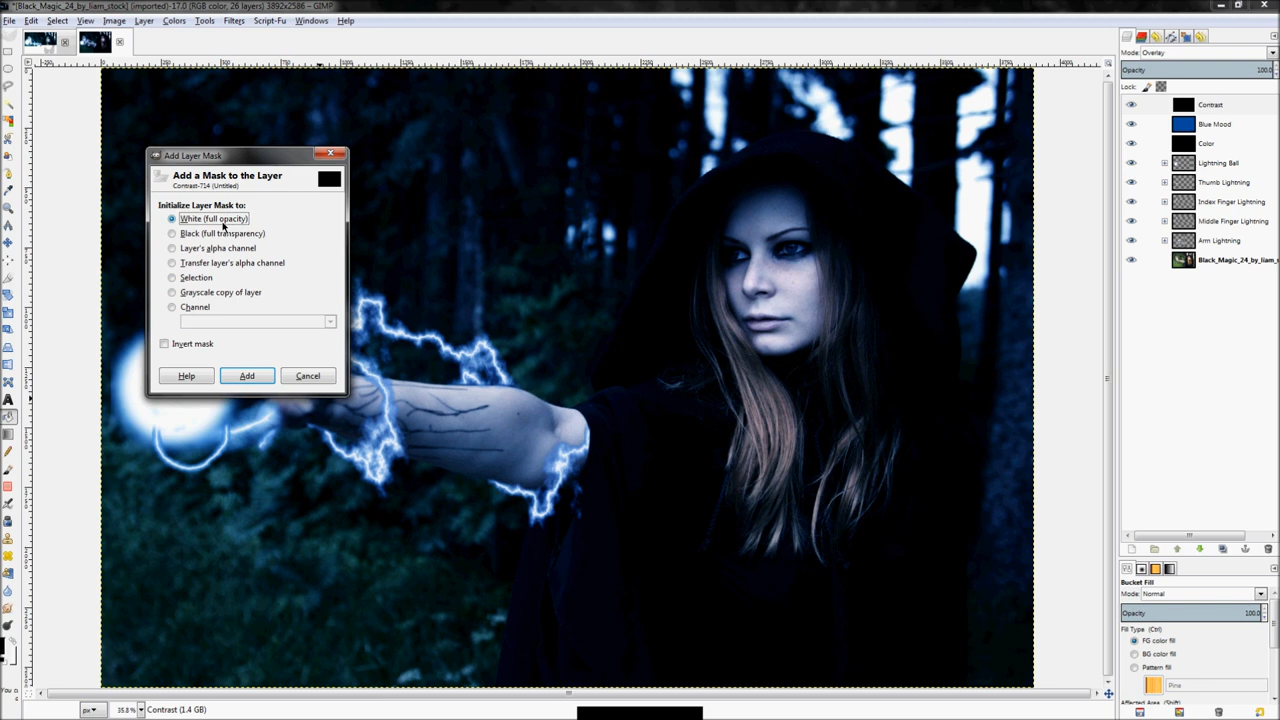 *[Black_Magic_24_by_liam_stock] (imported)-17.0 (RGB color, 26 layers) 3892x2586 – GIMP
File Edit Select View Image Layer Colors Tools Filters Script-Fu Windows Help
Mode: Overlay
Opacity 100.0
Lock:
Contrast
Blue Mood
Color
Lightning Ball
Thumb Lightning
Index Finger Lightning
Middle Finger Lightning
Arm Lightning
Black_Magic_24_by_liam_s
Add Layer Mask
Add a Mask to the Layer
Contrast-714 (Untitled)
Initialize Layer Mask to:
White (full opacity)
Black (full transparency)
Layer's alpha channel
Transfer layer's alpha channel
Selection
Grayscale copy of layer
Channel
Invert mask
Help Add Cancel
Bucket Fill
Mode: Normal
Opacity 100.0
Fill Type (Ctrl)
FG color fill
BG color fill
Pattern fill
Pine
Affected Area (Shift)
You o
px 35.8 % Contrast (1.4 GB)